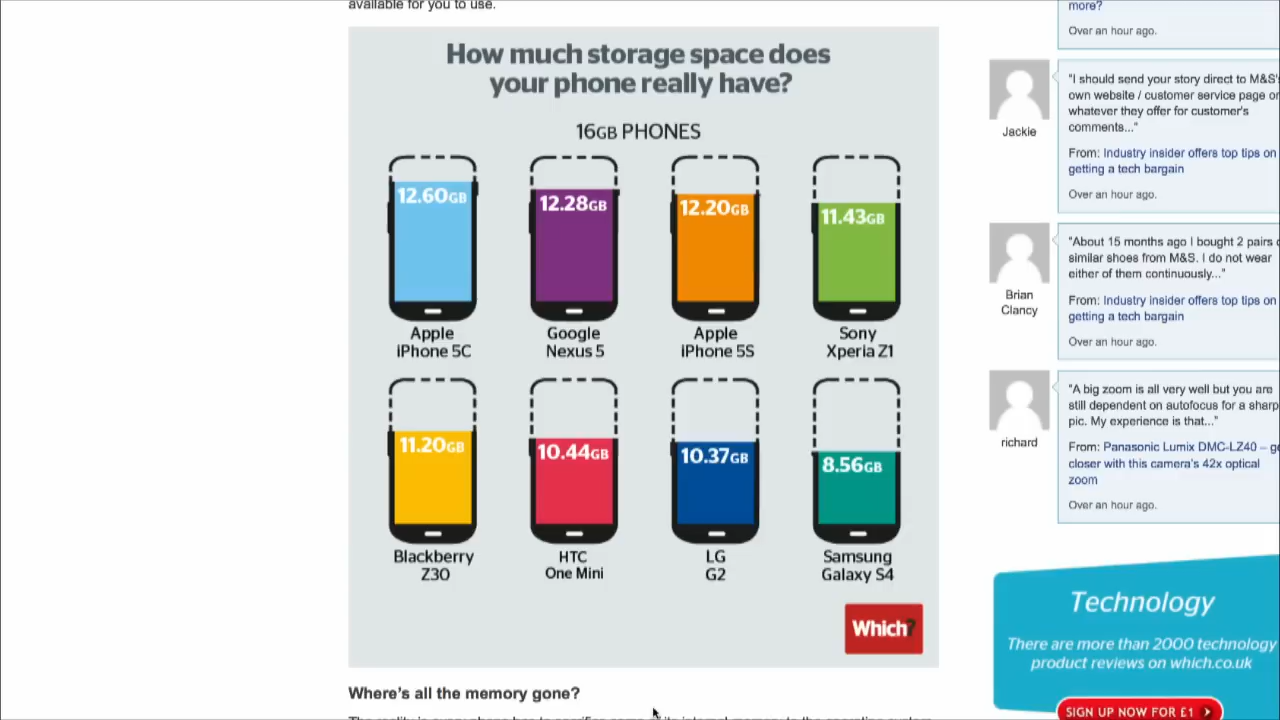 available for you to use.
How much storage space does
your phone really have?
16GB PHONES
12.60GB
12.28GB
12.20GB
11.43GB
Apple
iPhone 5C
Google
Nexus 5
Apple
iPhone 5S
Sony
Xperia Z1
11.20GB
10.44GB
10.37GB
8.56GB
Blackberry
Z30
HTC
One Mini
LG
G2
Samsung
Galaxy S4
Which?
Where's all the memory gone?
more?
Over an hour ago.
Jackie
"I should send your story direct to M&S's
own website / customer service page or
whatever they offer for customer's
comments..."
From: Industry insider offers top tips on
getting a tech bargain
Over an hour ago.
Brian
Clancy
"About 15 months ago I bought 2 pairs
similar shoes from M&S. I do not wear
either of them continuously..."
From: Industry insider offers top tips on
getting a tech bargain
Over an hour ago.
richard
"A big zoom is all very well but you are
still dependent on autofocus for a sharp
pic. My experience is that..."
From: Panasonic Lumix DMC-LZ40 –
closer with this camera's 42x optical
zoom
Over an hour ago.
Technology
There are more than 2000 technology
product reviews on which.co.uk
SIGN UP NOW FOR £1